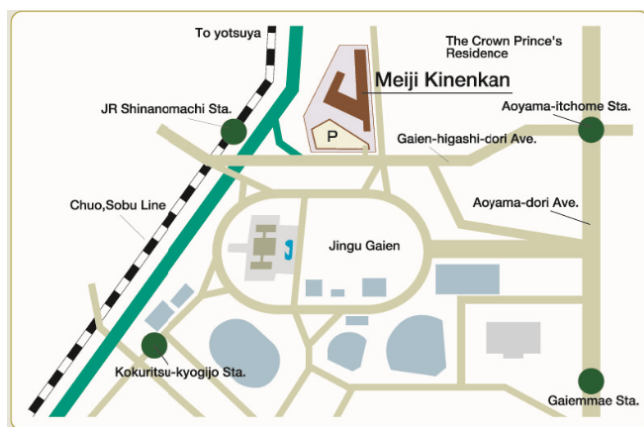 To yotsuya
The Crown Prince's
Residence
Meiji Kinenkan
JR Shinanomachi Sta.
Aoyama-itchome Sta.
P
Gaien-higashi-dori Ave.
Chuo,Sobu Line
Aoyama-dori Ave.
Jingu Gaien
Kokuritsu-kyogijo Sta.
Gaiemmae Sta.